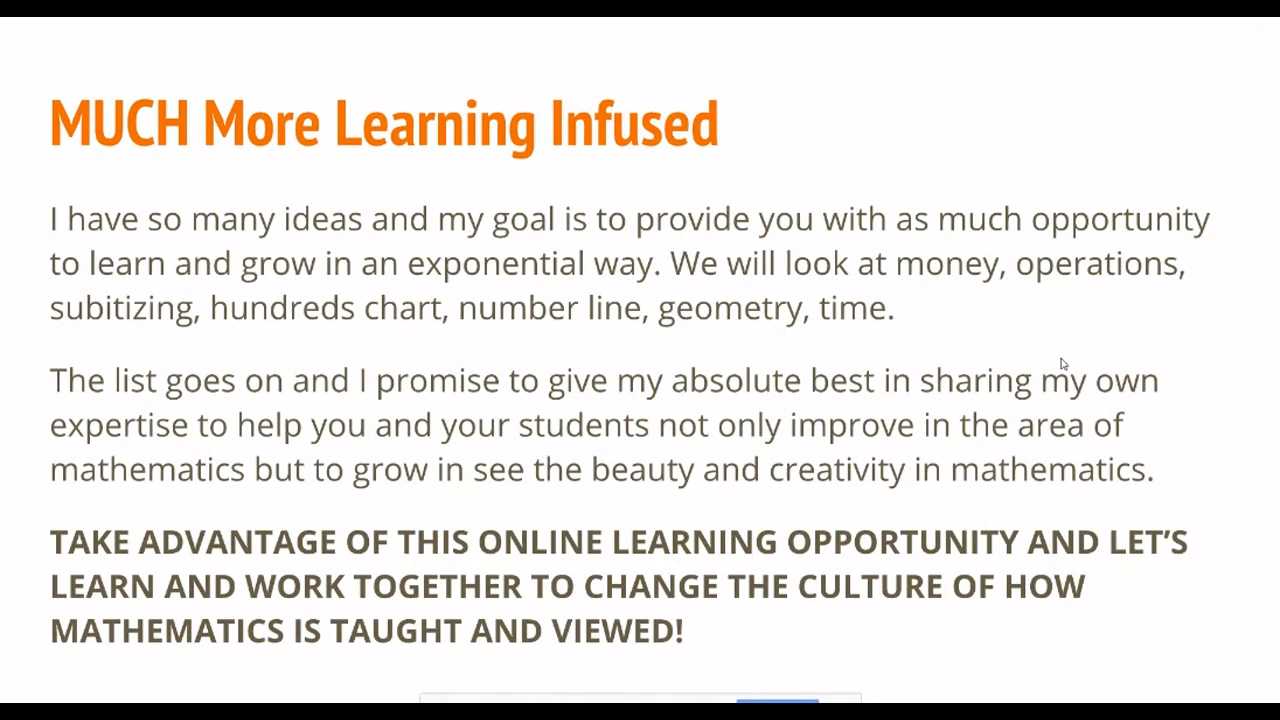 MUCH More Learning Infused
I have so many ideas and my goal is to provide you with as much opportunity
to learn and grow in an exponential way. We will look at money, operations,
subitizing, hundreds chart, number line, geometry, time.
The list goes on and I promise to give my absolute best in sharing my own
expertise to help you and your students not only improve in the area of
mathematics but to grow in see the beauty and creativity in mathematics.
TAKE ADVANTAGE OF THIS ONLINE LEARNING OPPORTUNITY AND LET’S
LEARN AND WORK TOGETHER TO CHANGE THE CULTURE OF HOW
MATHEMATICS IS TAUGHT AND VIEWED!